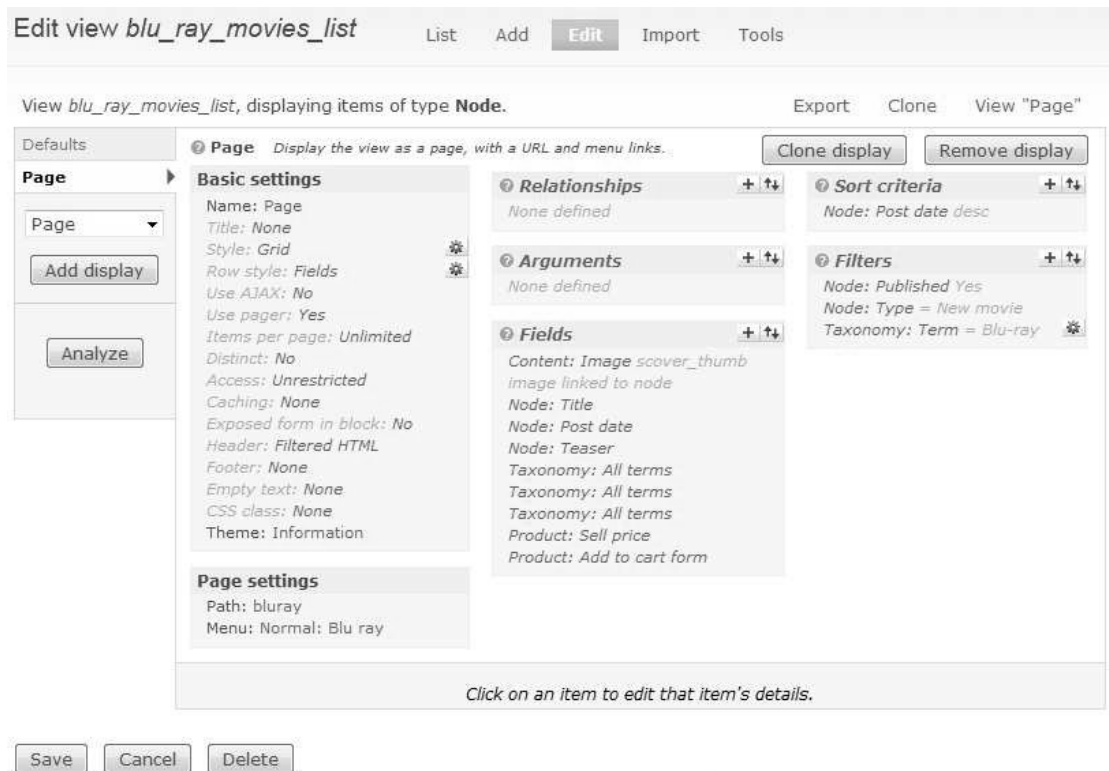 Edit view blu_ray_movies_list
List Add Edit Import Tools
View blu_ray_movies_list, displaying items of type Node.
Export Clone View "Page"
Defaults
Page
Page
Add display
Analyze
Page Display the view as a page, with a URL and menu links.
Clone display Remove display
Basic settings
Name: Page
Title: None
Style: Grid
Row style: Fields
Use AJAX: No
Use pager: Yes
Items per page: Unlimited
Distinct: No
Access: Unrestricted
Caching: None
Exposed form in block: No
Header: Filtered HTML
Footer: None
Empty text: None
CSS class: None
Theme: Information
Page settings
Path: bluray
Menu: Normal: Blu ray
Relationships
None defined
Arguments
None defined
Fields
Content: Image scover_thumb
image linked to node
Node: Title
Node: Post date
Node: Teaser
Taxonomy: All terms
Taxonomy: All terms
Taxonomy: All terms
Product: Sell price
Product: Add to cart form
Sort criteria
Node: Post date desc
Filters
Node: Published Yes
Node: Type = New movie
Taxonomy: Term = Blu-ray
Click on an item to edit that item's details.
Save Cancel Delete